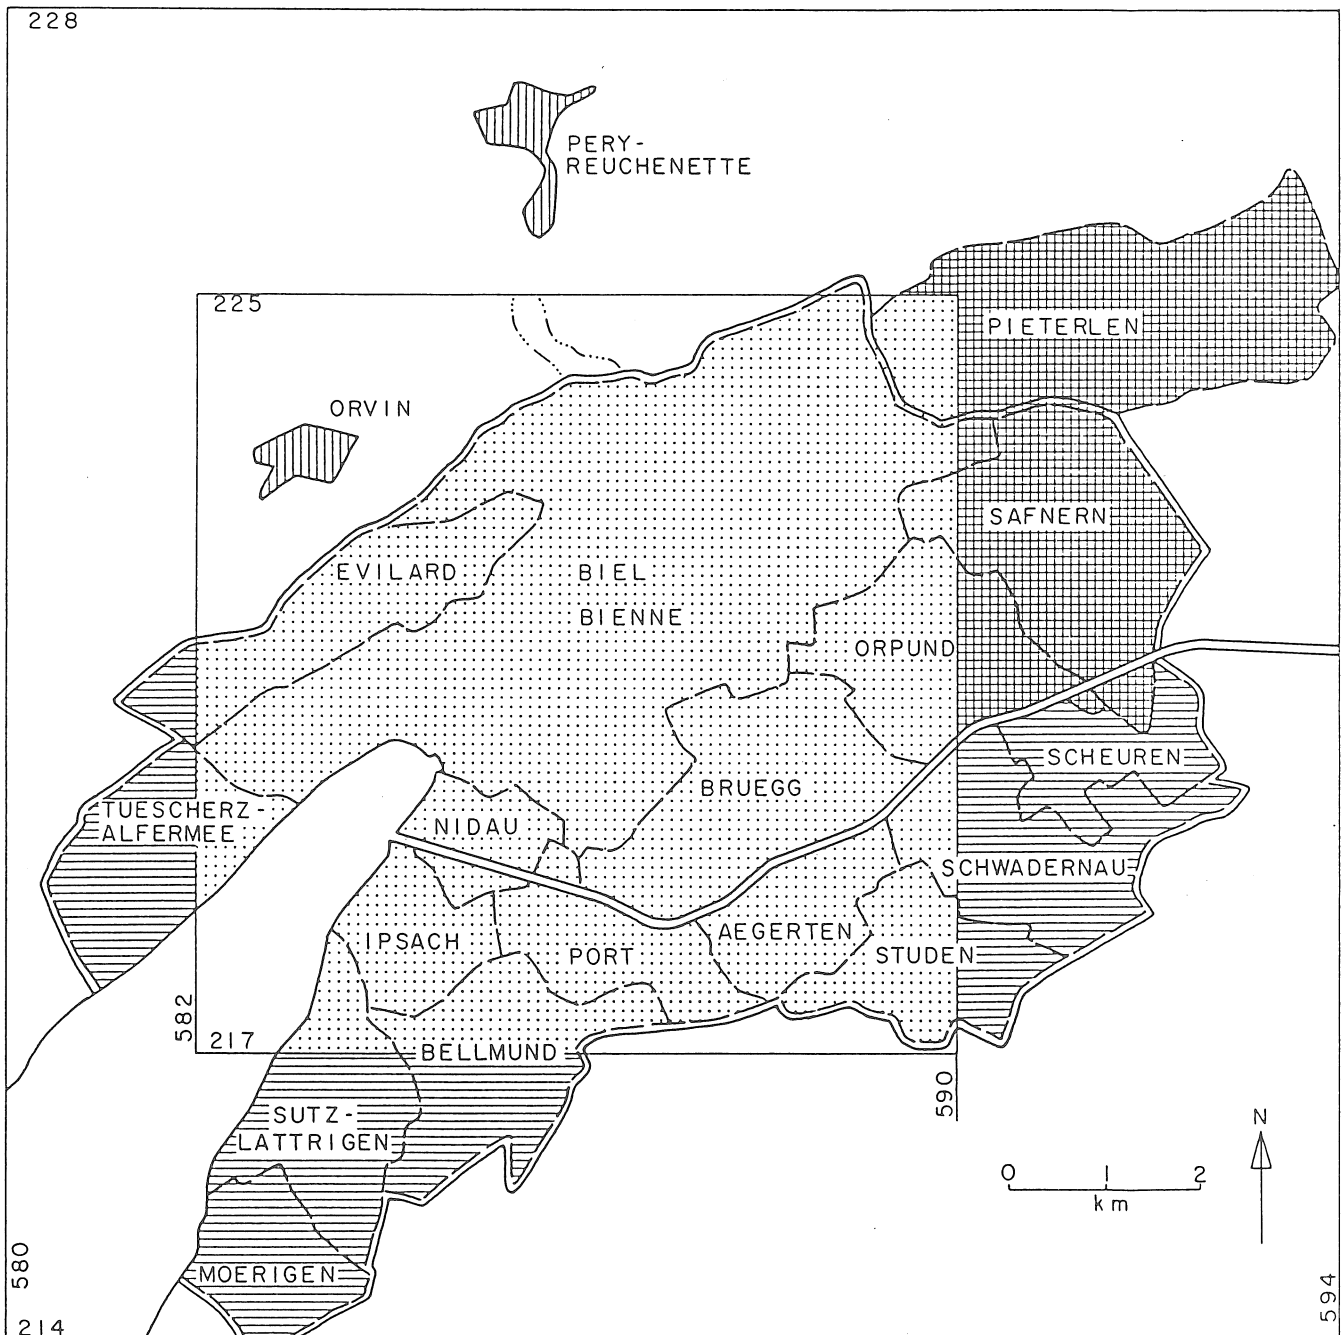 228
PERY-
REUCHENETTE
225
PIETERLEN
ORVIN
SAFNERN
EVILARD
BIEL
BIENNE
ORPUND
SCHEUREN
BRUEGG
TUESCHERZ-
ALFERMEE
NIDAU
SCHWADERNAU
AEGERTEN
IPSACH
PORT
STUDEN
582
217
BELLMUND
590
SUTZ-
LATTRIGEN
N
0 1 2
km
MOERIGEN
580
594
214